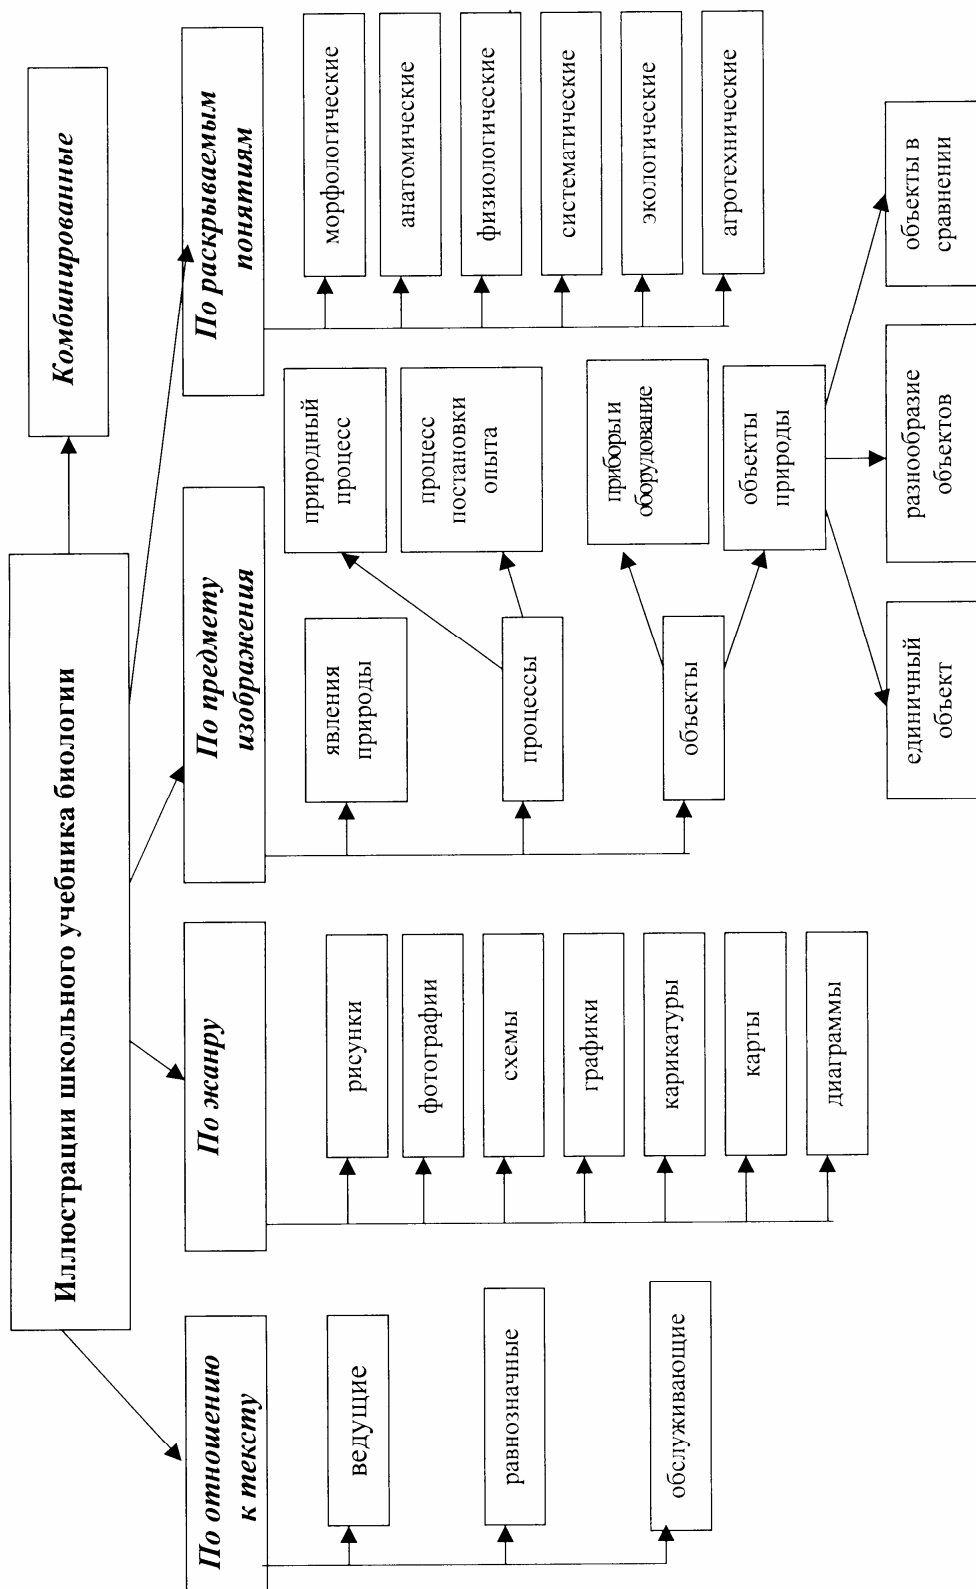 Иллюстрации школьного учебника биологии
Комбинированные
По отношению
к тексту
ведущие
равнозначные
обслуживающие
По жанру
рисунки
фотографии
схемы
графики
карикатуры
карты
диаграммы
По предмету
изображения
явления
природы
процессы
природный
процесс
процесс
постановки
опыта
объекты
приборы и
оборудование
объекты
природы
единичный
объект
разнообразие
объектов
объекты в
сравнении
По раскрываемым
понятиям
морфологические
анатомические
физиологические
систематические
экологические
агротехнические